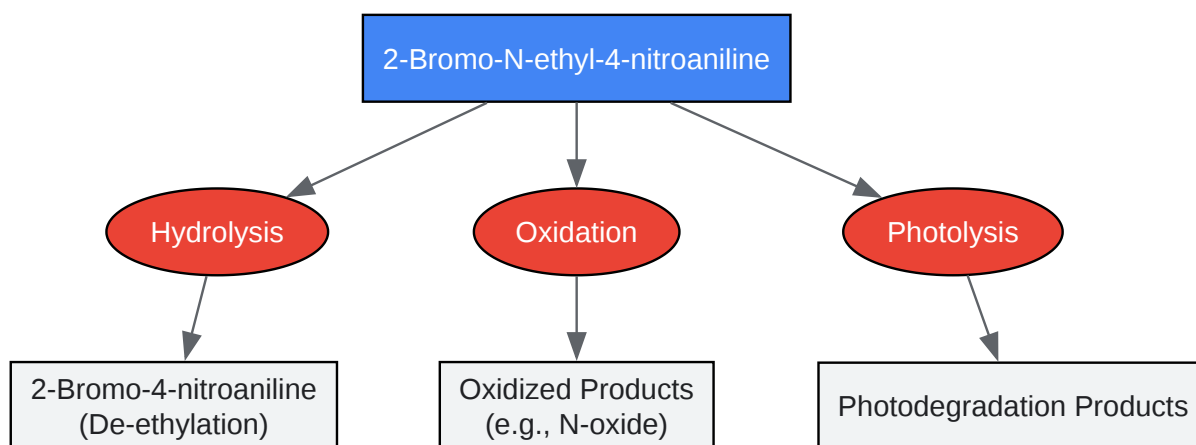 2-Bromo-N-ethyl-4-nitroaniline
Hydrolysis
Oxidation
Photolysis
2-Bromo-4-nitroaniline
(De-ethylation)
Oxidized Products
(e.g., N-oxide)
Photodegradation Products